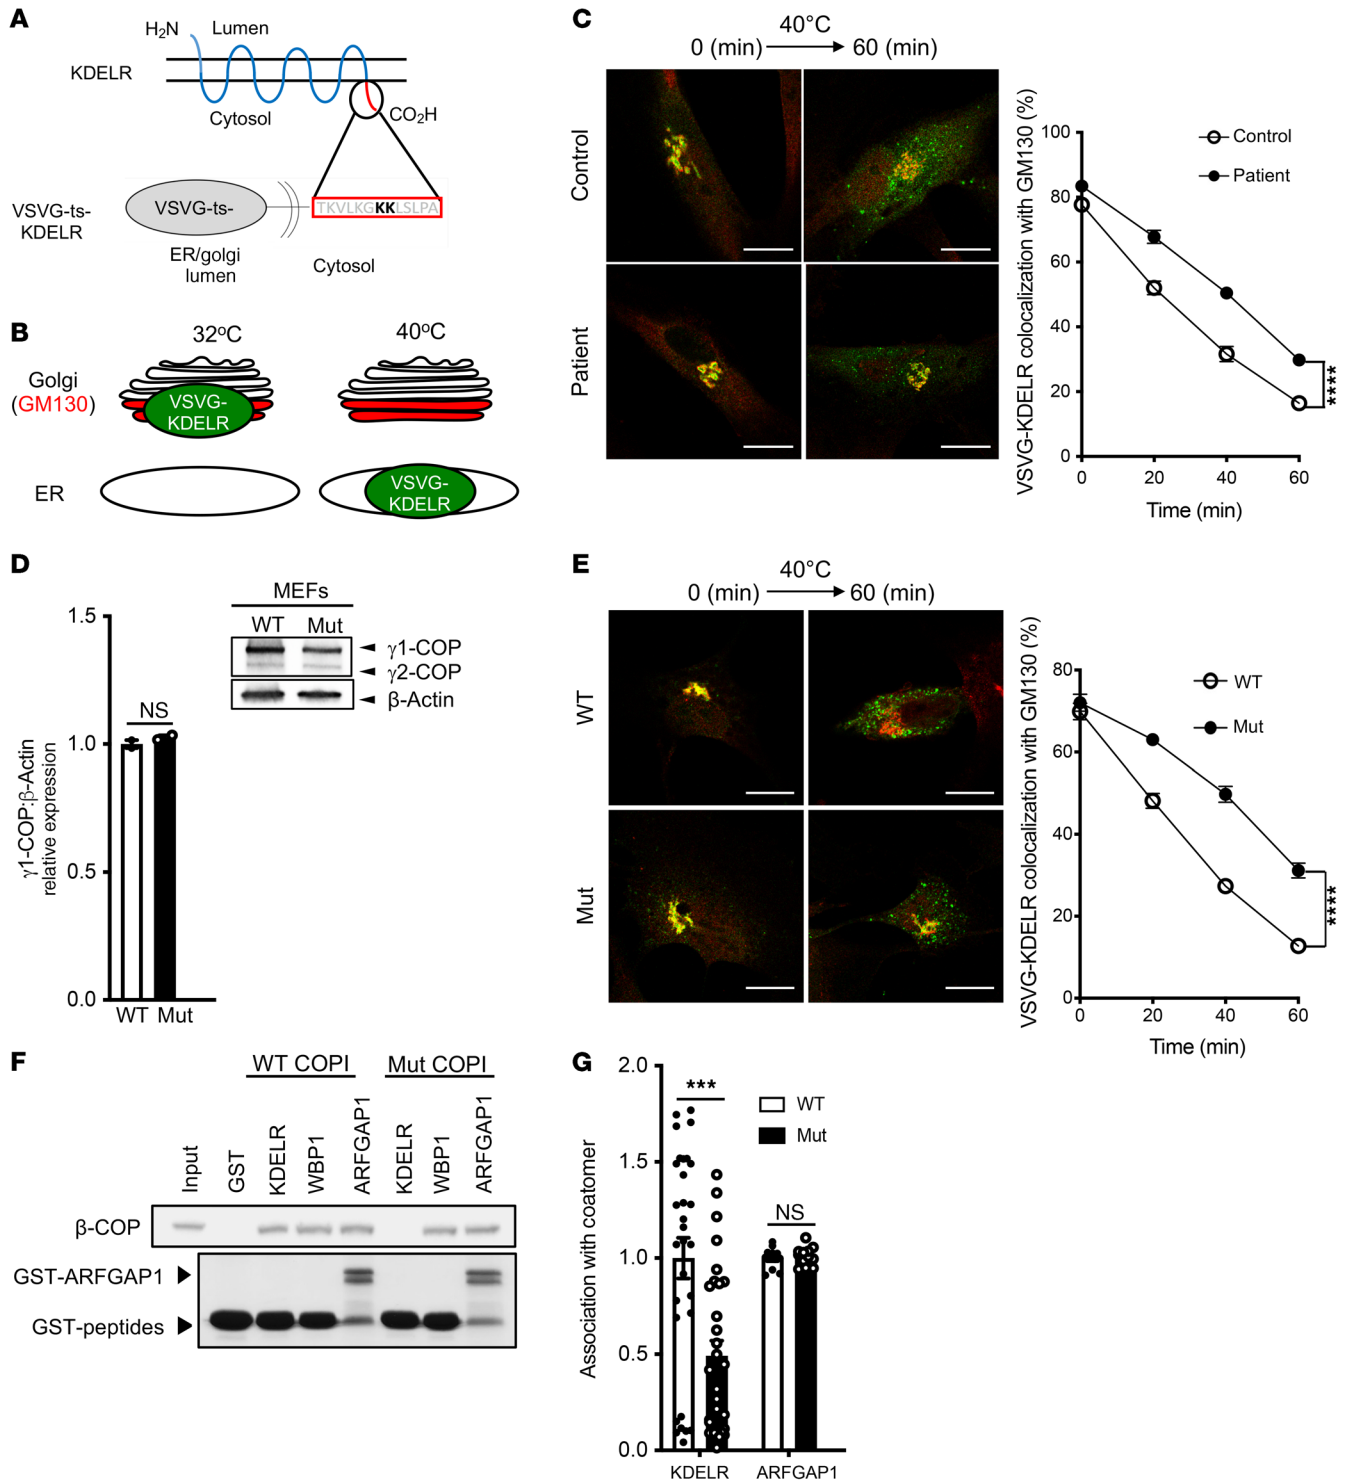 A
H₂N
Lumen
KDELR
Cytosol
CO₂H
VSVG-ts-
KDELR
VSVG-ts-
TKVLKGKKLSLPA
ER/golgi
lumen
Cytosol
B
32°C
40°C
Golgi
(GM130)
VSVG-
KDELR
ER
VSVG-
KDELR
C
40°C
0 (min)
60 (min)
Control
Patient
VSVG-KDELR colocalization with GM130 (%)
100
80
60
40
20
0
Control
Patient
****
0
20
40
60
Time (min)
D
γ1-COP:β-Actin
relative expression
1.5
1.0
0.5
0.0
NS
WT
Mut
MEFs
WT
Mut
γ1-COP
γ2-COP
β-Actin
E
40°C
0 (min)
60 (min)
WT
Mut
VSVG-KDELR colocalization with GM130 (%)
80
60
40
20
0
WT
Mut
****
0
20
40
60
Time (min)
F
WT COPI
Mut COPI
Input
GST
KDELR
WBP1
ARFGAP1
KDELR
WBP1
ARFGAP1
β-COP
GST-ARFGAP1
GST-peptides
G
Association with coatomer
2.0
1.5
1.0
0.5
0.0
***
WT
Mut
NS
KDELR
ARFGAP1